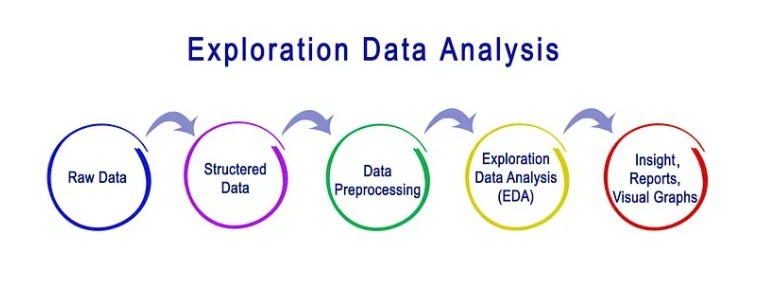 Exploration Data Analysis
Raw Data
Structered
Data
Data
Preprocessing
Exploration
Data Analysis
(EDA)
Insight,
Reports,
Visual Graphs